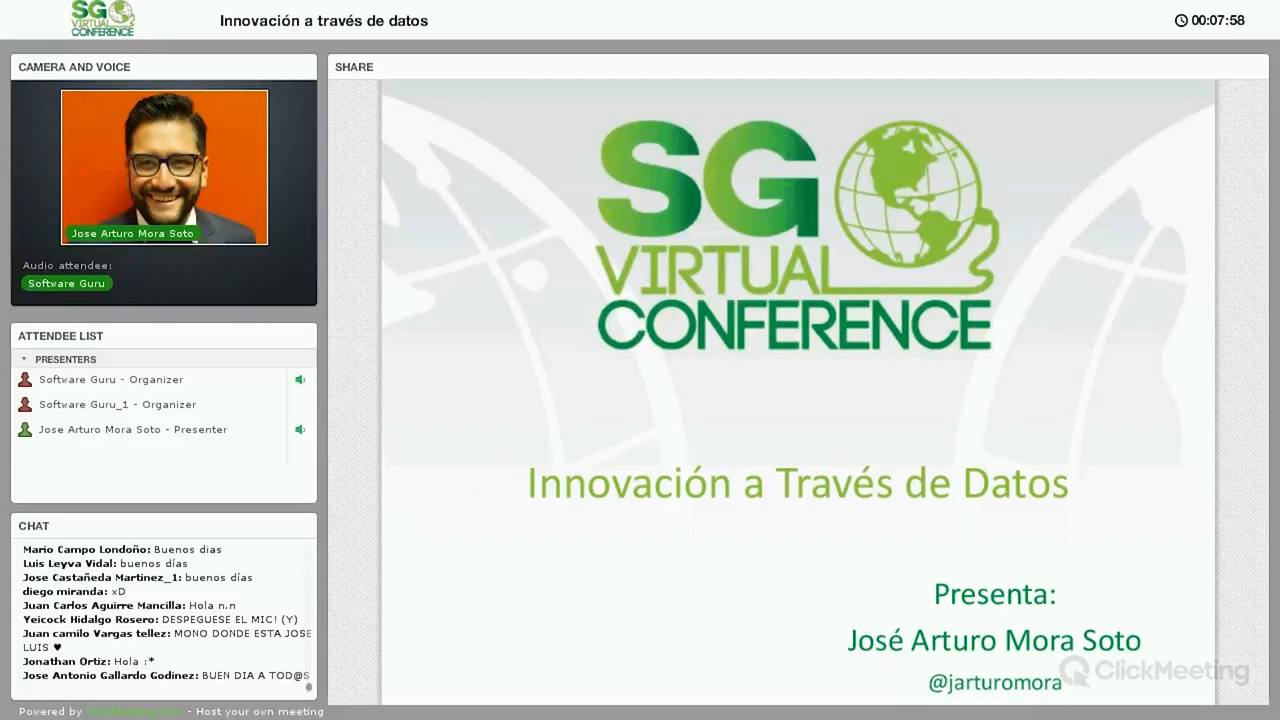 SG
VIRTUAL
CONFERENCE
Innovación a través de datos
00:07:58
CAMERA AND VOICE
Jose Arturo Mora Soto
Audio attendee:
Software Guru
ATTENDEE LIST
PRESENTERS
Software Guru - Organizer
Software Guru_1 - Organizer
Jose Arturo Mora Soto - Presenter
CHAT
Mario Campo Londoño: Buenos dias
Luis Leyva Vidal: buenos días
Jose Castañeda Martinez_1: buenos días
diego miranda: xD
Juan Carlos Aguirre Mancilla: Hola n.n
Yeicock Hidalgo Rosero: DESPEGUESE EL MIC! (Y)
Juan camilo Vargas tellez: MONO DONDE ESTA JOSE
LUIS ♥
Jonathan Ortiz: Hola :*
Jose Antonio Gallardo Godinez: BUEN DIA A TOD@S
SHARE
SG
VIRTUAL
CONFERENCE
Innovación a Través de Datos
Presenta:
José Arturo Mora Soto
@jarturomora
ClickMeeting
Powered by ClickMeeting.com - Host your own meeting